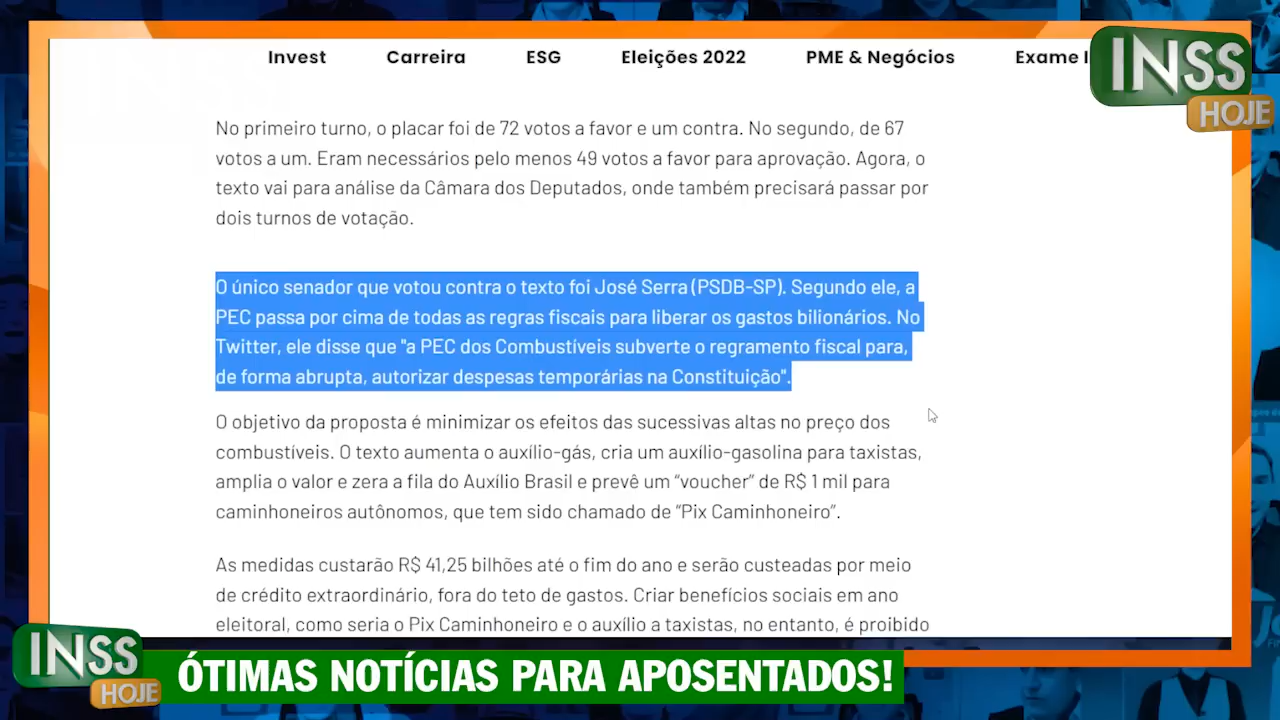 Invest Carreira ESG Eleições 2022 PME & Negócios Exame I
INSS
HOJE
No primeiro turno, o placar foi de 72 votos a favor e um contra. No segundo, de 67
votos a um. Eram necessários pelo menos 49 votos a favor para aprovação. Agora, o
texto vai para análise da Câmara dos Deputados, onde também precisará passar por
dois turnos de votação.
O único senador que votou contra o texto foi José Serra (PSDB-SP). Segundo ele, a
PEC passa por cima de todas as regras fiscais para liberar os gastos bilionários. No
Twitter, ele disse que "a PEC dos Combustíveis subverte o regramento fiscal para,
de forma abrupta, autorizar despesas temporárias na Constituição".
O objetivo da proposta é minimizar os efeitos das sucessivas altas no preço dos
combustíveis. O texto aumenta o auxílio-gás, cria um auxílio-gasolina para taxistas,
amplia o valor e zera a fila do Auxílio Brasil e prevê um “voucher” de R$ 1 mil para
caminhoneiros autônomos, que tem sido chamado de “Pix Caminhoneiro”.
As medidas custarão R$ 41,25 bilhões até o fim do ano e serão custeadas por meio
de crédito extraordinário, fora do teto de gastos. Criar benefícios sociais em ano
eleitoral, como seria o Pix Caminhoneiro e o auxílio a taxistas, no entanto, é proibido
INSS
HOJE
ÓTIMAS NOTÍCIAS PARA APOSENTADOS!